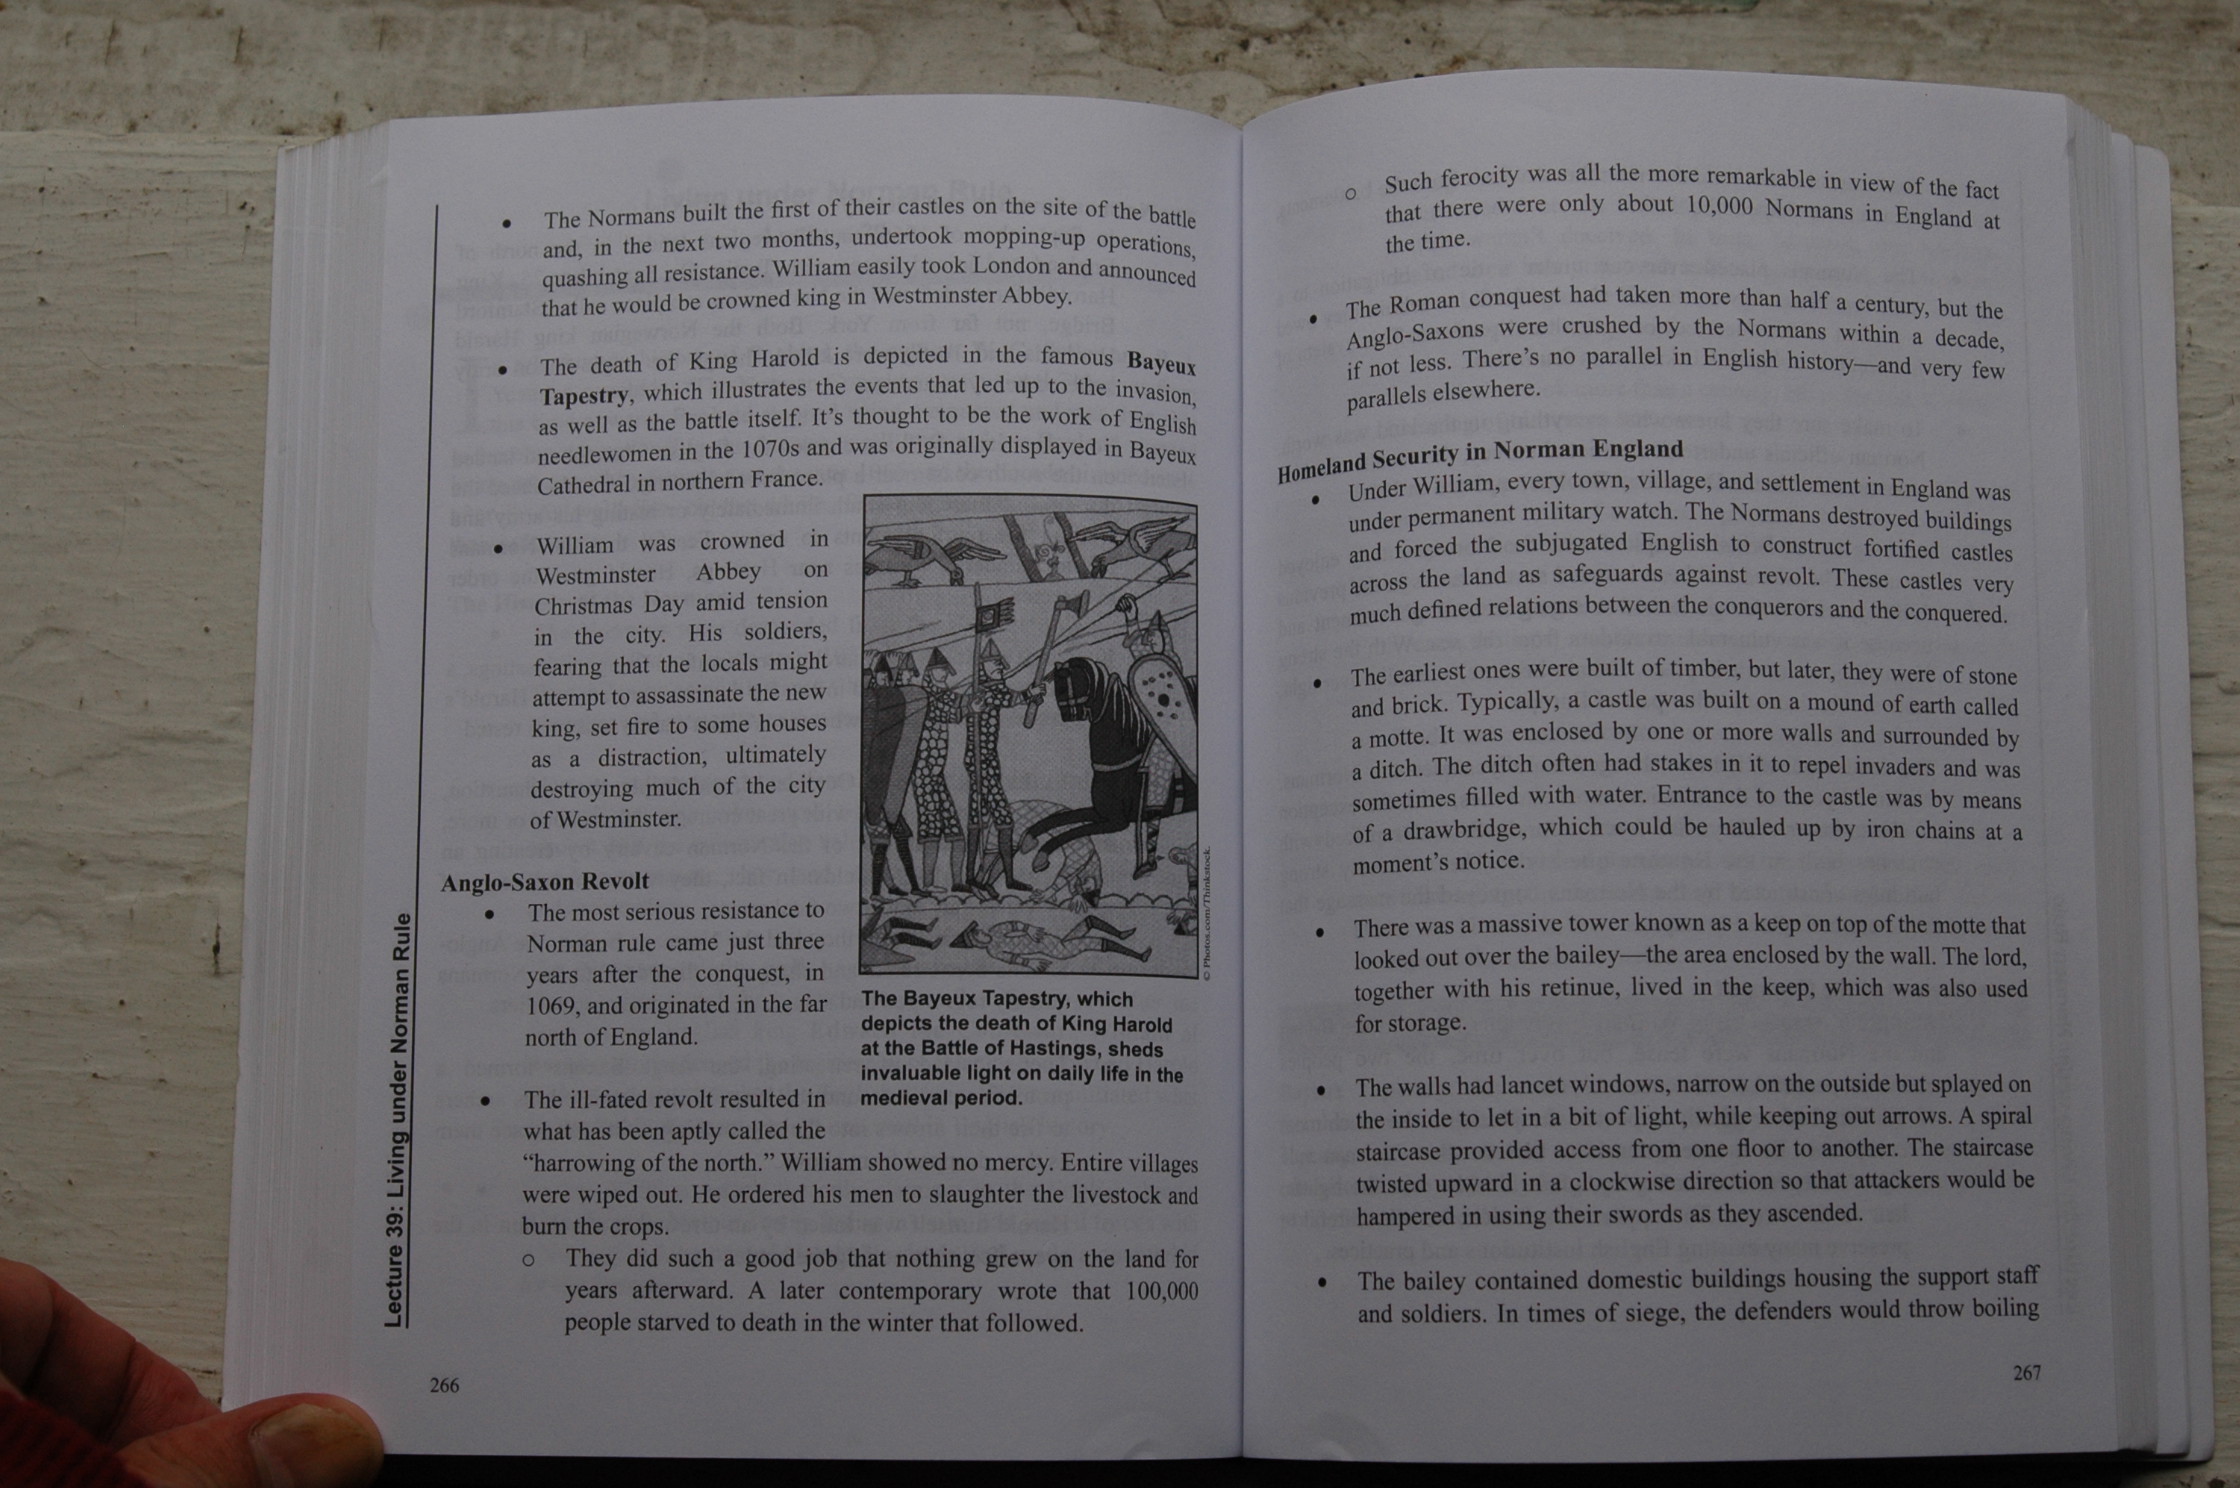 • The Normans built the first of their castles on the site of the battle
and, in the next two months, undertook mopping-up operations,
quashing all resistance. William easily took London and announced
that he would be crowned king in Westminster Abbey.
• The death of King Harold is depicted in the famous Bayeux
Tapestry, which illustrates the events that led up to the invasion,
as well as the battle itself. It's thought to be the work of English
needlewomen in the 1070s and was originally displayed in Bayeux
Cathedral in northern France.
• William was crowned in
Westminster Abbey on
Christmas Day amid tension
in the city. His soldiers,
fearing that the locals might
attempt to assassinate the new
king, set fire to some houses
as a distraction, ultimately
destroying much of the city
of Westminster.
Anglo-Saxon Revolt
• The most serious resistance to
Norman rule came just three
years after the conquest, in
1069, and originated in the far
north of England.
• The ill-fated revolt resulted in
what has been aptly called the
“harrowing of the north.” William showed no mercy. Entire villages
were wiped out. He ordered his men to slaughter the livestock and
burn the crops.
○ They did such a good job that nothing grew on the land for
years afterward. A later contemporary wrote that 100,000
people starved to death in the winter that followed.
© Photos.com/Thinkstock.
The Bayeux Tapestry, which
depicts the death of King Harold
at the Battle of Hastings, sheds
invaluable light on daily life in the
medieval period.
Lecture 39: Living under Norman Rule
266
○ Such ferocity was all the more remarkable in view of the fact
that there were only about 10,000 Normans in England at
the time.
• The Roman conquest had taken more than half a century, but the
Anglo-Saxons were crushed by the Normans within a decade,
if not less. There's no parallel in English history—and very few
parallels elsewhere.
Homeland Security in Norman England
• Under William, every town, village, and settlement in England was
under permanent military watch. The Normans destroyed buildings
and forced the subjugated English to construct fortified castles
across the land as safeguards against revolt. These castles very
much defined relations between the conquerors and the conquered.
• The earliest ones were built of timber, but later, they were of stone
and brick. Typically, a castle was built on a mound of earth called
a motte. It was enclosed by one or more walls and surrounded by
a ditch. The ditch often had stakes in it to repel invaders and was
sometimes filled with water. Entrance to the castle was by means
of a drawbridge, which could be hauled up by iron chains at a
moment's notice.
• There was a massive tower known as a keep on top of the motte that
looked out over the bailey—the area enclosed by the wall. The lord,
together with his retinue, lived in the keep, which was also used
for storage.
• The walls had lancet windows, narrow on the outside but splayed on
the inside to let in a bit of light, while keeping out arrows. A spiral
staircase provided access from one floor to another. The staircase
twisted upward in a clockwise direction so that attackers would be
hampered in using their swords as they ascended.
• The bailey contained domestic buildings housing the support staff
and soldiers. In times of siege, the defenders would throw boiling
267